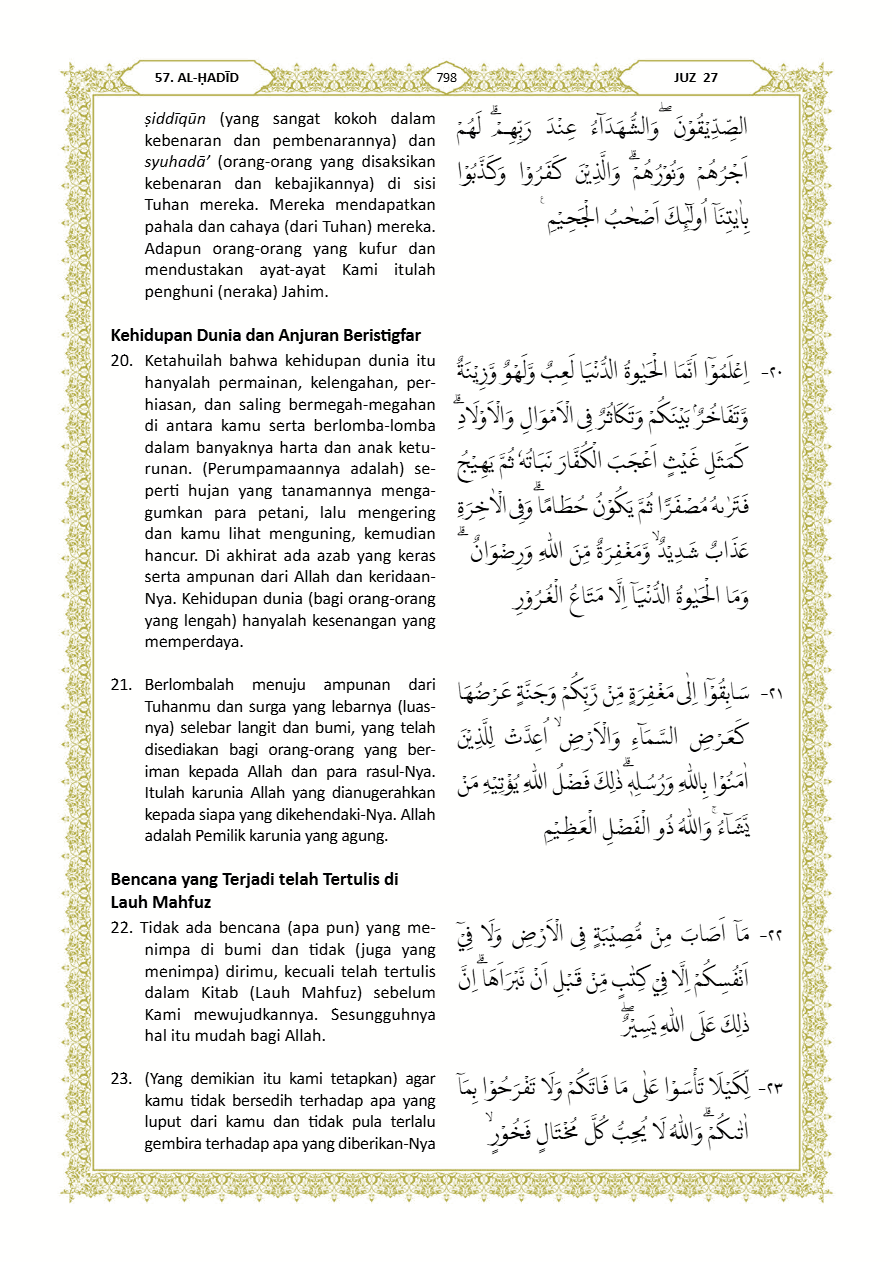 57. AL-ḤADĪD
798
JUZ 27
ṣiddīqūn (yang sangat kokoh dalam
kebenaran dan pembenarannya) dan
syuhadā’ (orang-orang yang disaksikan
kebenaran dan kebajikannya) di sisi
Tuhan mereka. Mereka mendapatkan
pahala dan cahaya (dari Tuhan) mereka.
Adapun orang-orang yang kufur dan
mendustakan ayat-ayat Kami itulah
penghuni (neraka) Jahim.
الصِّدِّيْقُوْنَ ۖوَالشُّهَدَاۤءُ عِنْدَ رَبِّهِمْۗ لَهُمْ
اَجْرُهُمْ وَنُوْرُهُمْۗ وَالَّذِيْنَ كَفَرُوْا وَكَذَّبُوْا
بِاٰيٰتِنَآ اُولٰۤىِٕكَ اَصْحٰبُ الْجَحِيْمِ ࣖ
Kehidupan Dunia dan Anjuran Beristigfar
20. Ketahuilah bahwa kehidupan dunia itu
hanyalah permainan, kelengahan, per-
hiasan, dan saling bermegah-megahan
di antara kamu serta berlomba-lomba
dalam banyaknya harta dan anak ketu-
runan. (Perumpamaannya adalah) se-
perti hujan yang tanamannya menga-
gumkan para petani, lalu mengering
dan kamu lihat menguning, kemudian
hancur. Di akhirat ada azab yang keras
serta ampunan dari Allah dan keridaan-
Nya. Kehidupan dunia (bagi orang-orang
yang lengah) hanyalah kesenangan yang
memperdaya.
٢٠- اِعْلَمُوْٓا اَنَّمَا الْحَيٰوةُ الدُّنْيَا لَعِبٌ وَّلَهْوٌ وَّزِيْنَةٌ
وَّتَفَاخُرٌۢ بَيْنَكُمْ وَتَكَاثُرٌ فِى الْاَمْوَالِ وَالْاَوْلَادِۗ
كَمَثَلِ غَيْثٍ اَعْجَبَ الْكُفَّارَ نَبَاتُهٗ ثُمَّ يَهِيْجُ
فَتَرٰىهُ مُصْفَرًّا ثُمَّ يَكُوْنُ حُطَامًاۗ وَفِى الْاٰخِرَةِ
عَذَابٌ شَدِيْدٌۙ وَّمَغْفِرَةٌ مِّنَ اللّٰهِ وَرِضْوَانٌ ۗ
وَمَا الْحَيٰوةُ الدُّنْيَآ اِلَّا مَتَاعُ الْغُرُوْرِ
21. Berlombalah menuju ampunan dari
Tuhanmu dan surga yang lebarnya (luas-
nya) selebar langit dan bumi, yang telah
disediakan bagi orang-orang yang ber-
iman kepada Allah dan para rasul-Nya.
Itulah karunia Allah yang dianugerahkan
kepada siapa yang dikehendaki-Nya. Allah
adalah Pemilik karunia yang agung.
٢١- سَابِقُوْٓا اِلٰى مَغْفِرَةٍ مِّنْ رَّبِّكُمْ وَجَنَّةٍ عَرْضُهَا
كَعَرْضِ السَّمَاۤءِ وَالْاَرْضِۙ اُعِدَّتْ لِلَّذِيْنَ
اٰمَنُوْا بِاللّٰهِ وَرُسُلِهٖۗ ذٰلِكَ فَضْلُ اللّٰهِ يُؤْتِيْهِ مَنْ
يَّشَاۤءُۚ وَاللّٰهُ ذُو الْفَضْلِ الْعَظِيْمِ
Bencana yang Terjadi telah Tertulis di
Lauh Mahfuz
22. Tidak ada bencana (apa pun) yang me-
nimpa di bumi dan tidak (juga yang
menimpa) dirimu, kecuali telah tertulis
dalam Kitab (Lauh Mahfuz) sebelum
Kami mewujudkannya. Sesungguhnya
hal itu mudah bagi Allah.
٢٢- مَآ اَصَابَ مِنْ مُّصِيْبَةٍ فِى الْاَرْضِ وَلَا فِيْٓ
اَنْفُسِكُمْ اِلَّا فِيْ كِتٰبٍ مِّنْ قَبْلِ اَنْ نَّبْرَاَهَاۗ اِنَّ
ذٰلِكَ عَلَى اللّٰهِ يَسِيْرٌۖ
23. (Yang demikian itu kami tetapkan) agar
kamu tidak bersedih terhadap apa yang
luput dari kamu dan tidak pula terlalu
gembira terhadap apa yang diberikan-Nya
٢٣- لِّكَيْلَا تَأْسَوْا عَلٰى مَا فَاتَكُمْ وَلَا تَفْرَحُوْا بِمَآ
اٰتٰىكُمْۗ وَاللّٰهُ لَا يُحِبُّ كُلَّ مُخْتَالٍ فَخُوْرٍۙ